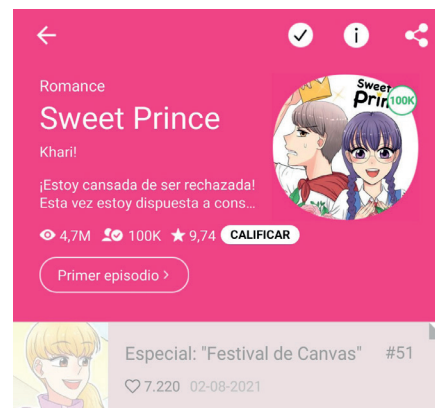 Romance
Sweet Prince
Khari!
¡Estoy cansada de ser rechazada!
Esta vez estoy dispuesta a cons...
4,7M 100K 9,74 CALIFICAR
Primer episodio >
Sweet
Prin
100K
Especial: "Festival de Canvas" #51
7.220 02-08-2021